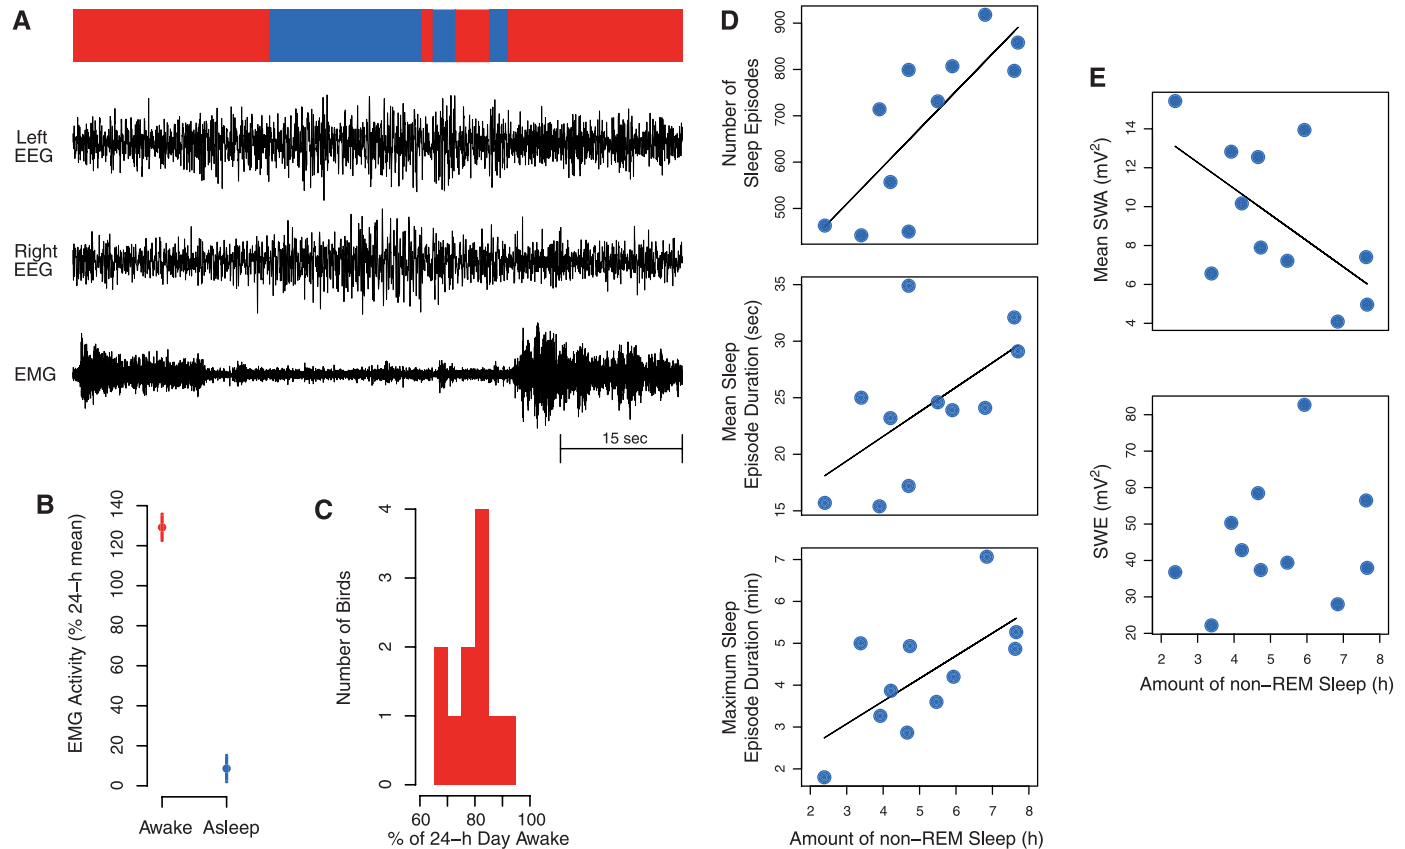 A
Left
EEG
Right
EEG
EMG
15 sec
B
EMG Activity (% 24−h mean)
0
20
40
60
80
100
120
140
Awake
Asleep
C
Number of Birds
0
1
2
3
4
60
80
100
% of 24−h Day Awake
D
Number of
Sleep Episodes
900
800
700
600
500
Mean Sleep
Episode Duration (sec)
35
30
25
20
15
Maximum Sleep
Episode Duration (min)
7
6
5
4
3
2
2 3 4 5 6 7 8
Amount of non−REM Sleep (h)
E
Mean SWA (mV²)
14
12
10
8
6
4
SWE (mV²)
80
70
60
50
40
30
20
2 3 4 5 6 7 8
Amount of non−REM Sleep (h)